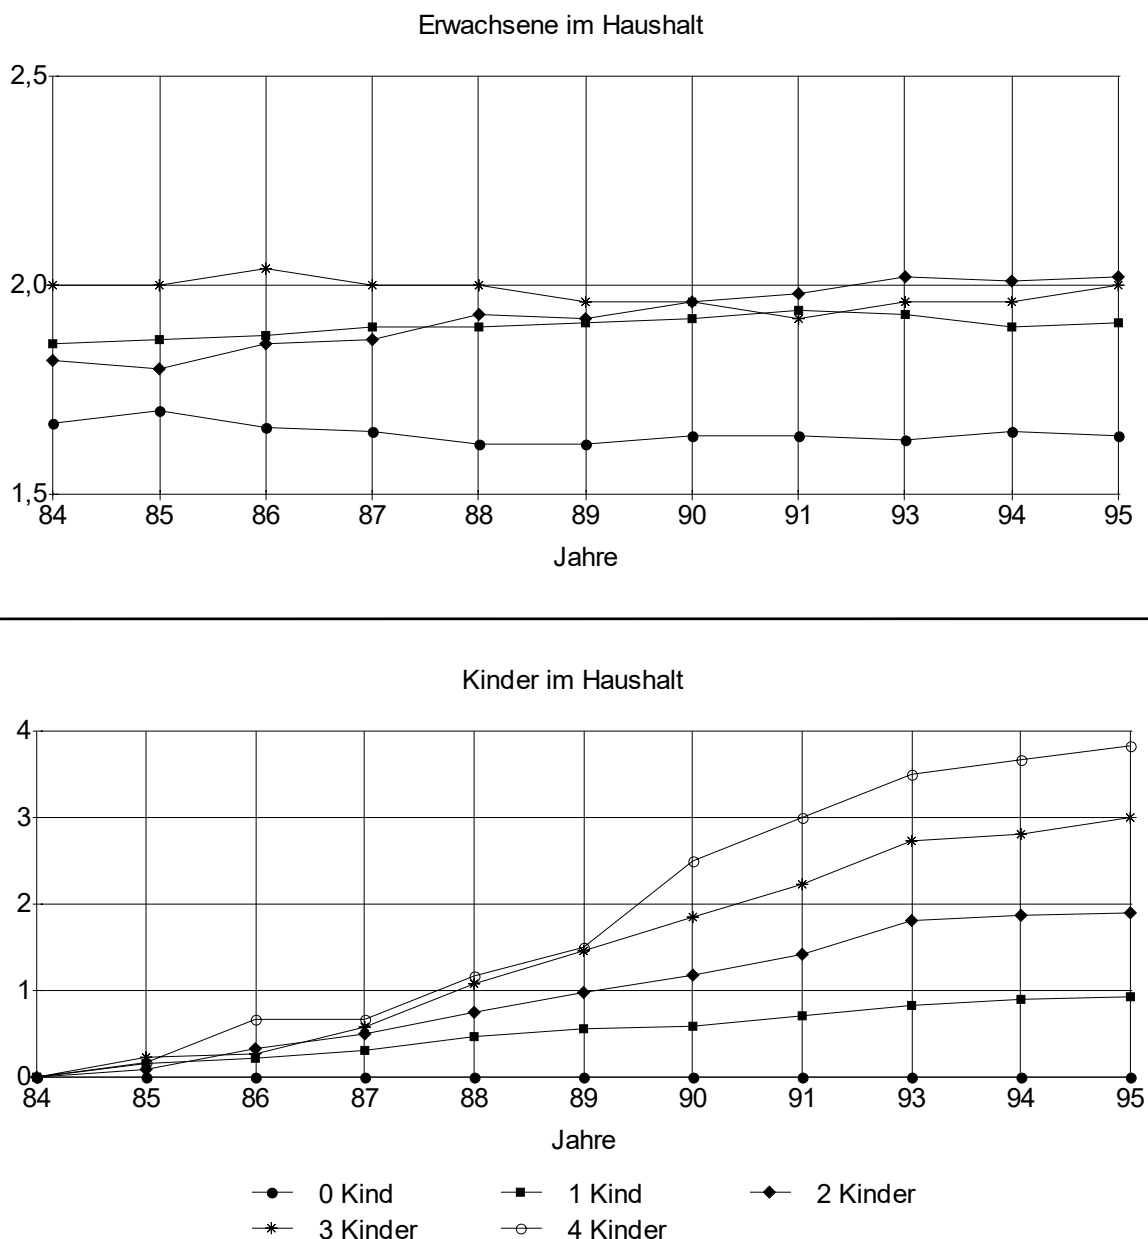 Erwachsene im Haushalt
2,5
2,0
1,5
84 85 86 87 88 89 90 91 93 94 95
Jahre
Kinder im Haushalt
4
3
2
1
0
84 85 86 87 88 89 90 91 93 94 95
Jahre
0 Kind 1 Kind 2 Kinder
3 Kinder 4 Kinder